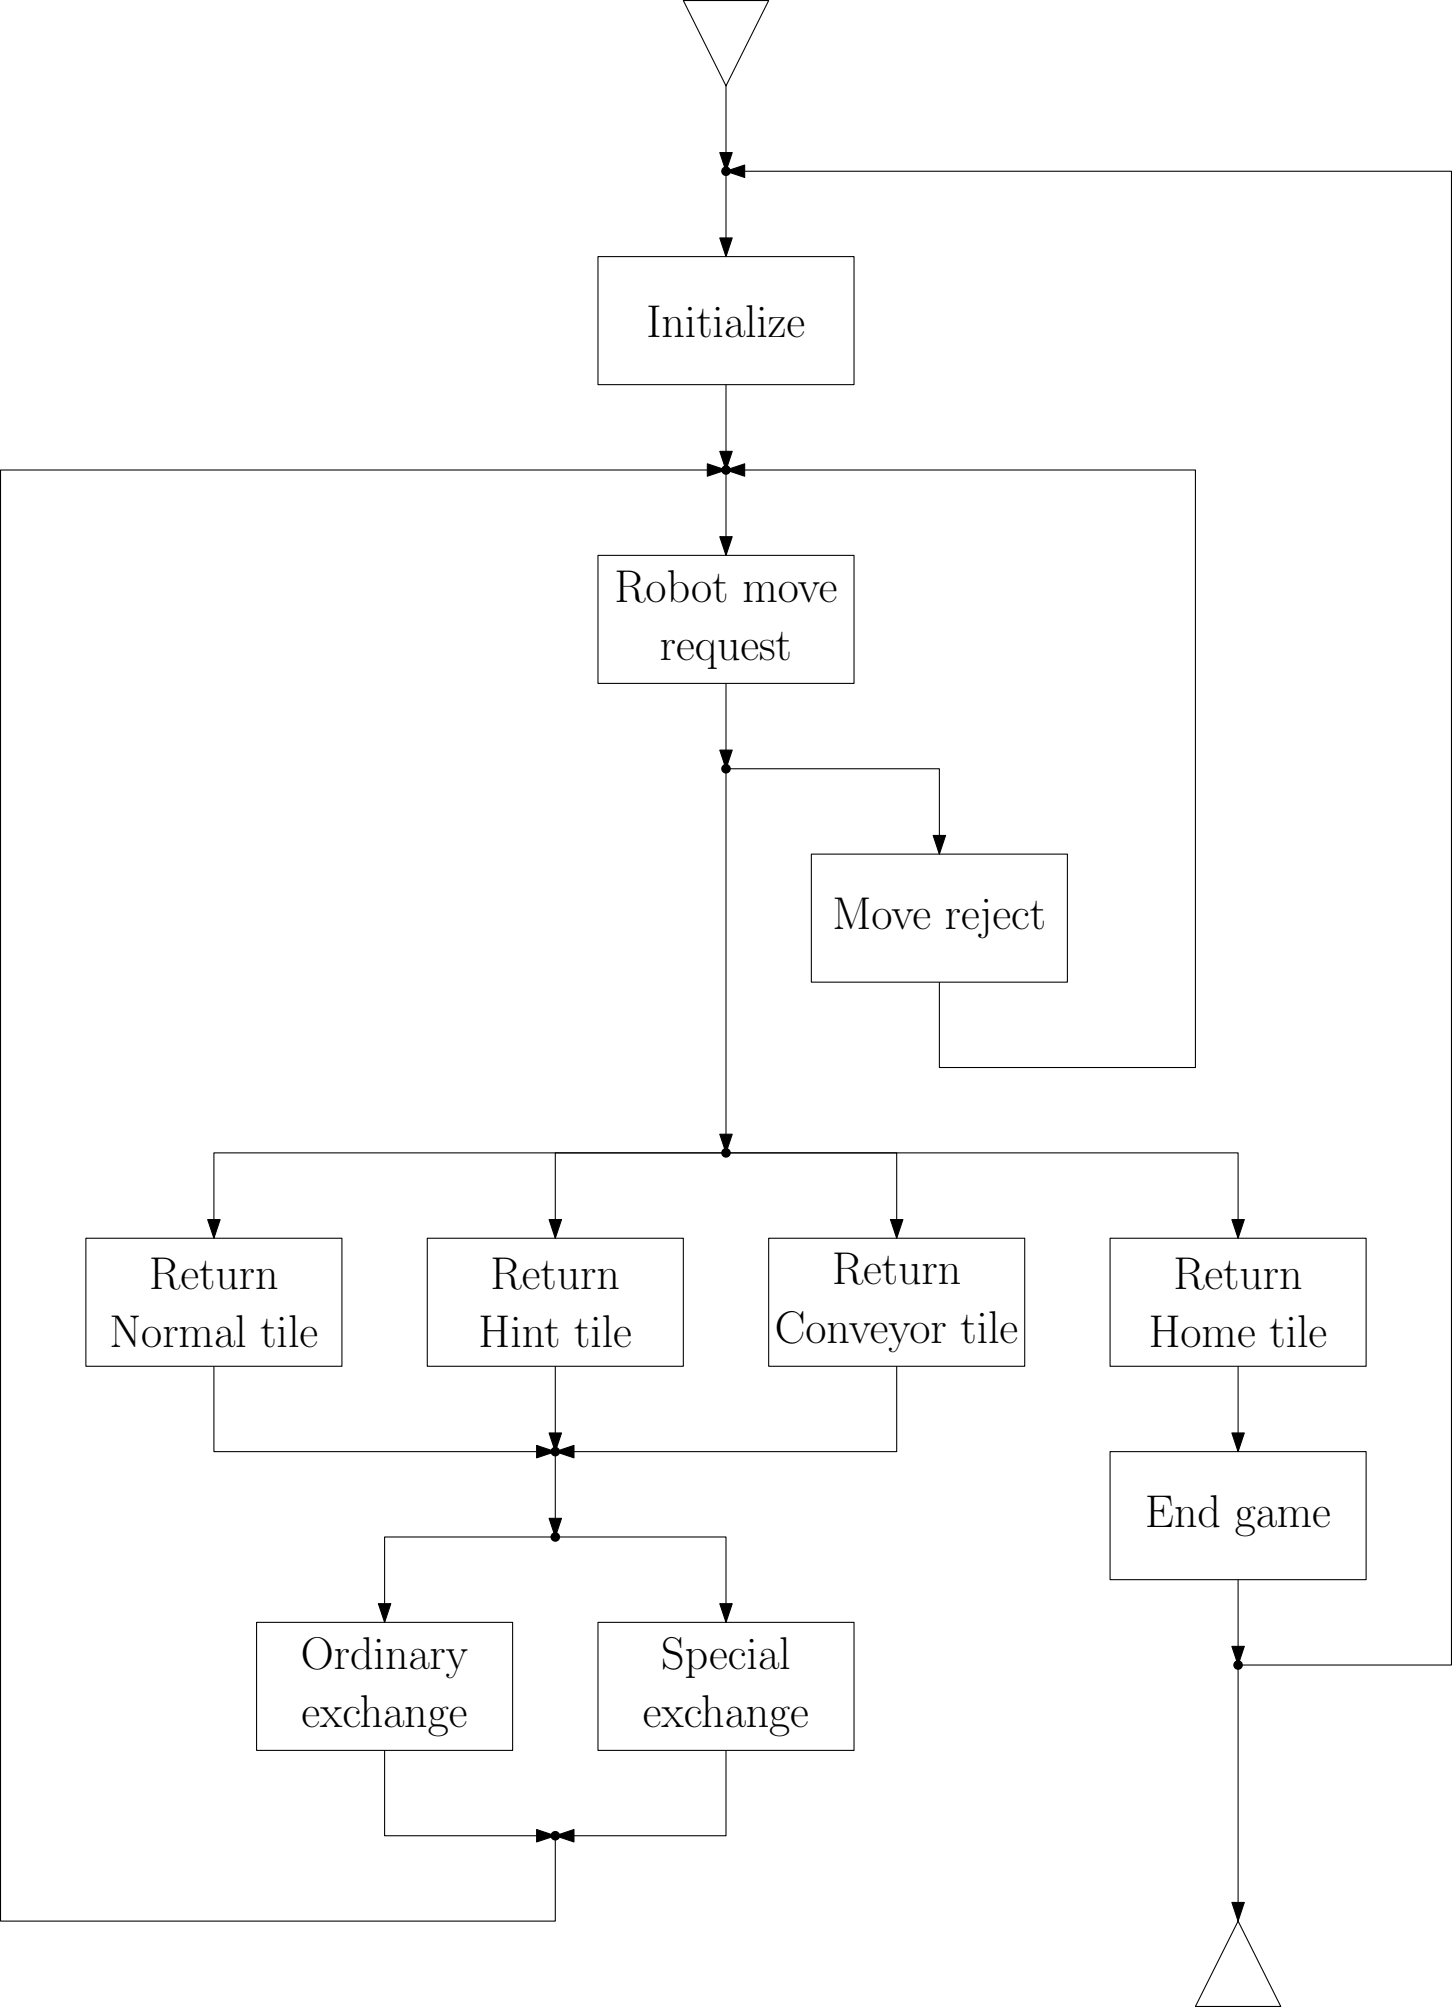 Initialize
Robot move
request
Move reject
Return
Normal tile
Return
Hint tile
Return
Conveyor tile
Return
Home tile
End game
Ordinary
exchange
Special
exchange